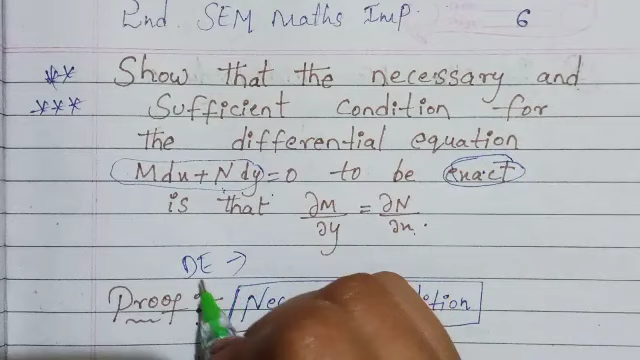 2nd. SEM Maths Imp. 6
** Show that the necessary and
*** Sufficient Condition for
the differential equation
Mdx + Ndy = 0 to be exact
is that ∂M/∂y = ∂N/∂x.
DE →
Proof :-